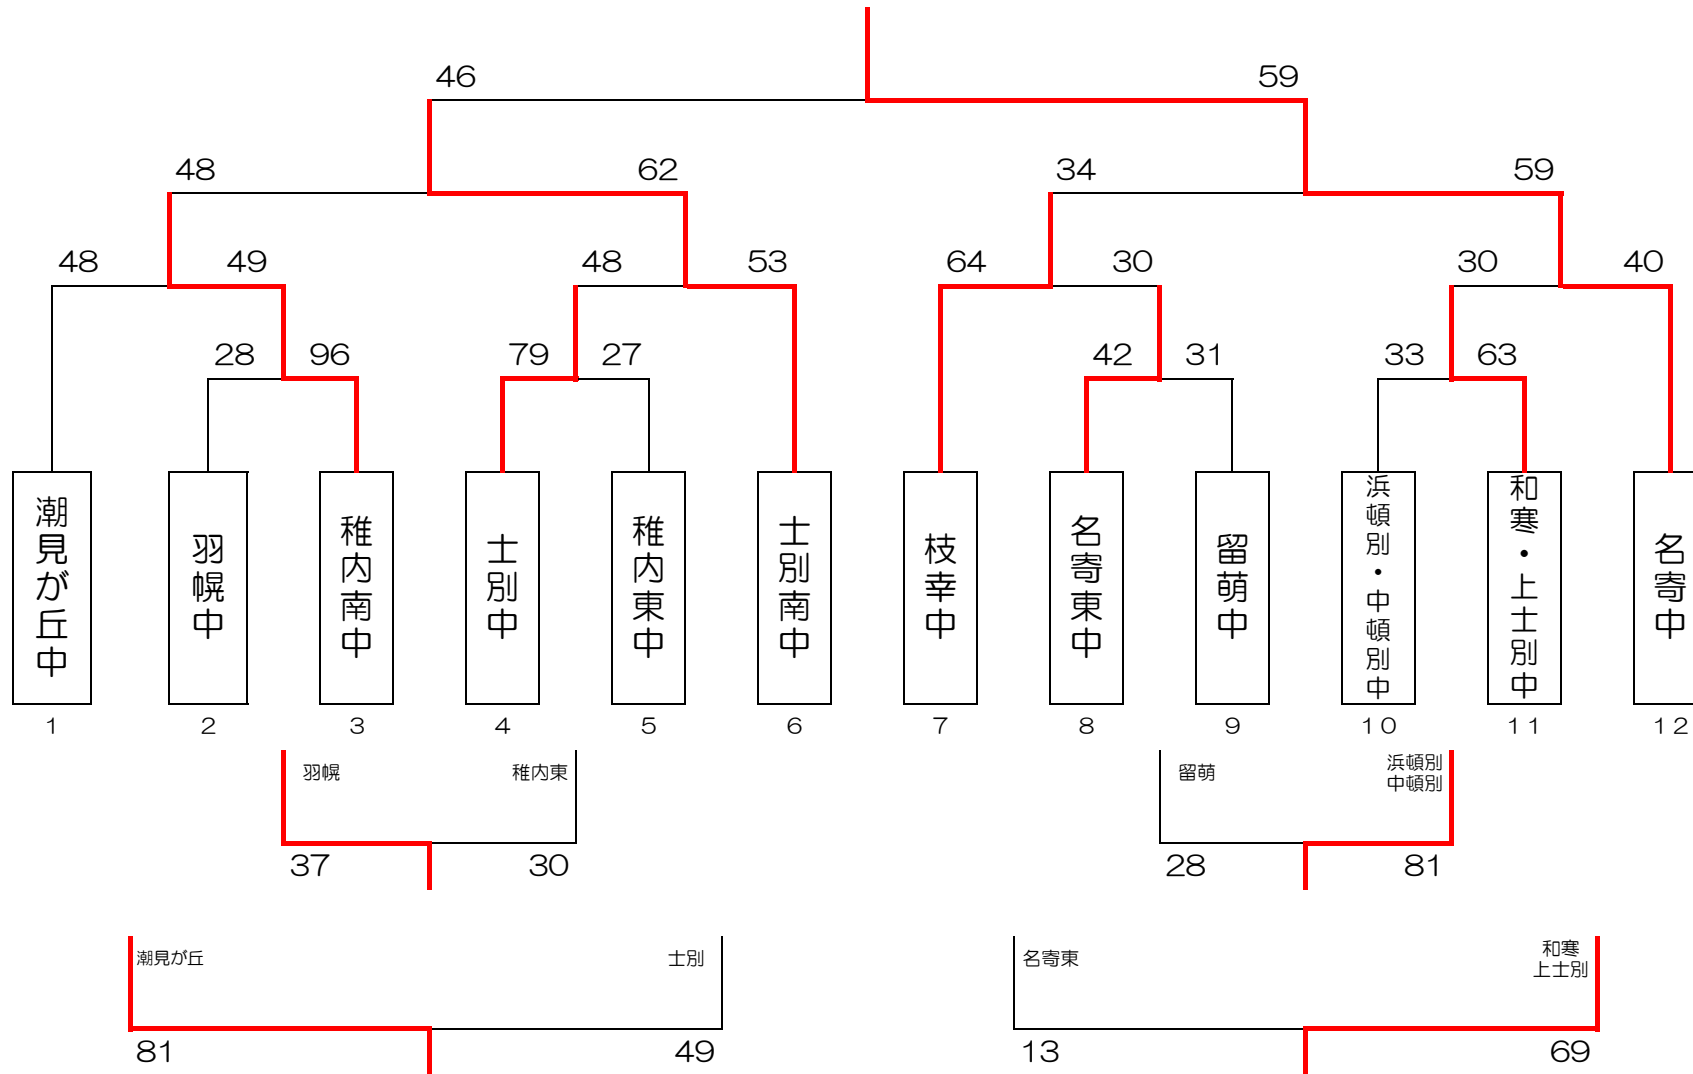 46 59
48 62 34 59
48 49 48 53 64 30 30 40
28 96 79 27 42 31 33 63
潮見が丘中
羽幌中
稚内南中
士別中
稚内東中
士別南中
枝幸中
名寄東中
留萌中
浜頓別・中頓別中
和寒・上士別中
名寄中
1 2 3 4 5 6 7 8 9 10 11 12
羽幌 稚内東 留萌 浜頓別
中頓別
37 30 28 81
潮見が丘 士別 名寄東 和寒
上士別
81 49 13 69